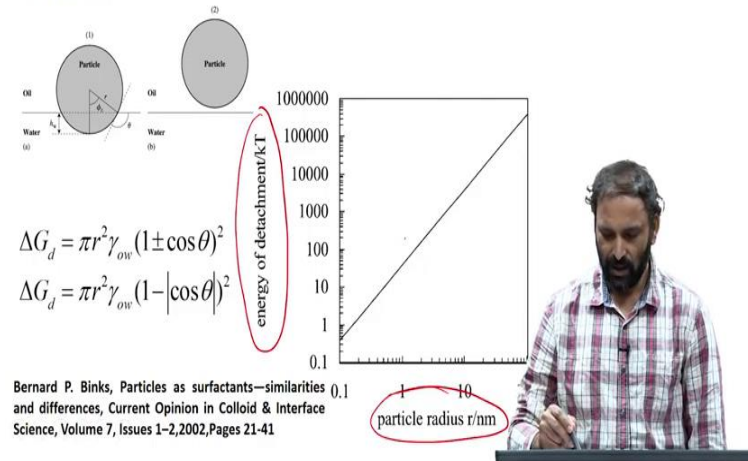 (1)
(2)
Particle
Particle
r
Oil
Oil
θ
Water
Water
(a)
(b)
ΔG_d = πr²γ_ow(1±cosθ)²
ΔG_d = πr²γ_ow(1−|cosθ|)²
energy of detachment/kT
1000000
100000
10000
1000
100
10
1
0.1
0.1
1
10
particle radius r/nm
Bernard P. Binks, Particles as surfactants—similarities
and differences, Current Opinion in Colloid & Interface
Science, Volume 7, Issues 1–2,2002,Pages 21-41